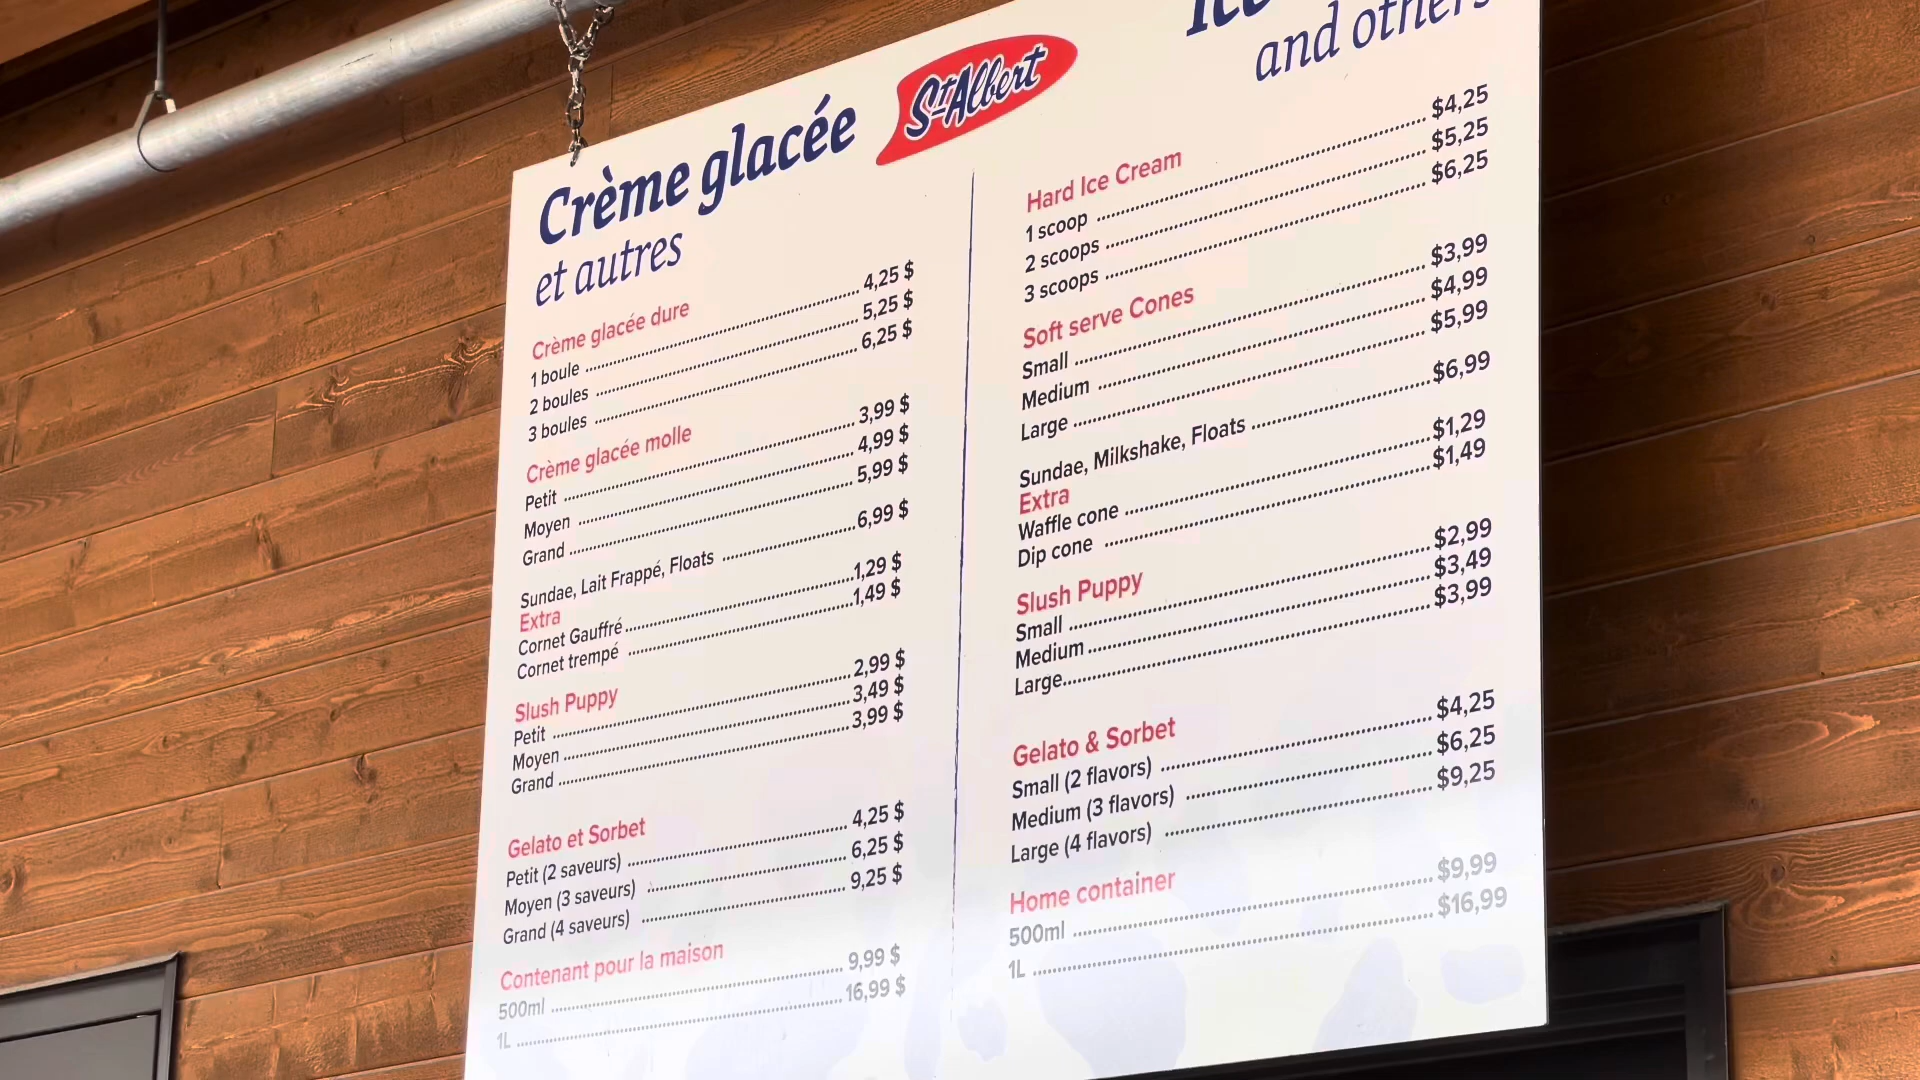 Crème glacée
et autres
Crème glacée dure
1 boule 4,25 $
2 boules 5,25 $
3 boules 6,25 $
Crème glacée molle
Petit 3,99 $
Moyen 4,99 $
Grand 5,99 $
Sundae, Lait Frappé, Floats 6,99 $
Extra
Cornet Gauffré 1,29 $
Cornet trempé 1,49 $
Slush Puppy
Petit 2,99 $
Moyen 3,49 $
Grand 3,99 $
Gelato et Sorbet
Petit (2 saveurs) 4,25 $
Moyen (3 saveurs) 6,25 $
Grand (4 saveurs) 9,25 $
Contenant pour la maison
500ml 9,99 $
1L 16,99 $
St-Albert
and others
Hard Ice Cream
1 scoop $4,25
2 scoops $5,25
3 scoops $6,25
Soft serve Cones
Small $3,99
Medium $4,99
Large $5,99
Sundae, Milkshake, Floats $6,99
Extra
Waffle cone $1,29
Dip cone $1,49
Slush Puppy
Small $2,99
Medium $3,49
Large $3,99
Gelato & Sorbet
Small (2 flavors) $4,25
Medium (3 flavors) $6,25
Large (4 flavors) $9,25
Home container
500ml $9,99
1L $16,99